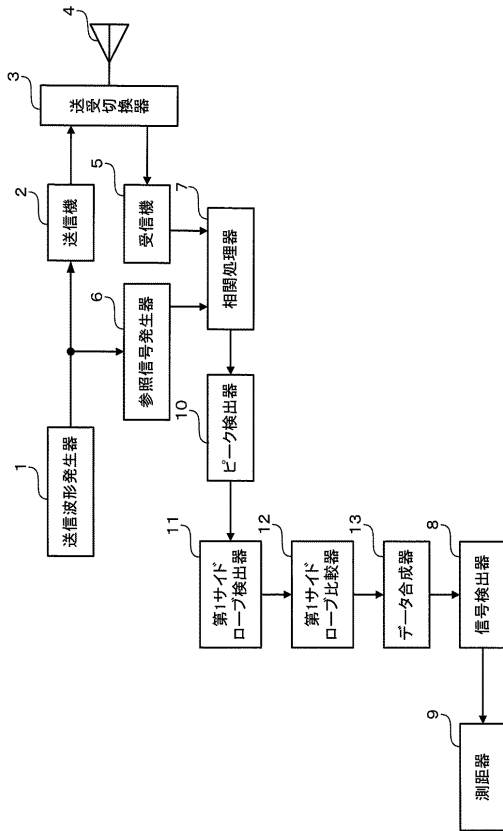 1
送信波形発生器
2
送信機
3
送受切換器
4
5
受信機
6
参照信号発生器
7
相関処理器
10
ピーク検出器
11
第1サイド
ローブ検出器
12
第1サイド
ローブ比較器
13
データ合成器
8
信号検出器
9
測距器